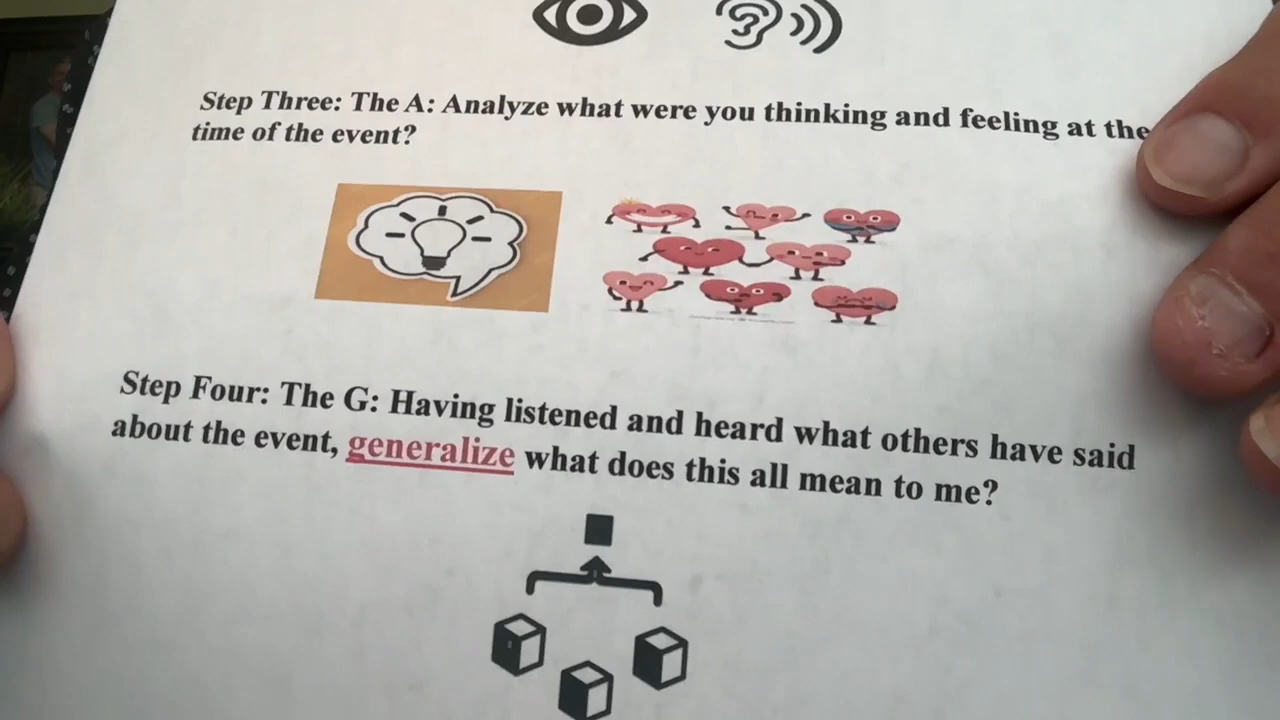 Step Three: The A: Analyze what were you thinking and feeling at the
time of the event?
Step Four: The G: Having listened and heard what others have said
about the event, generalize what does this all mean to me?